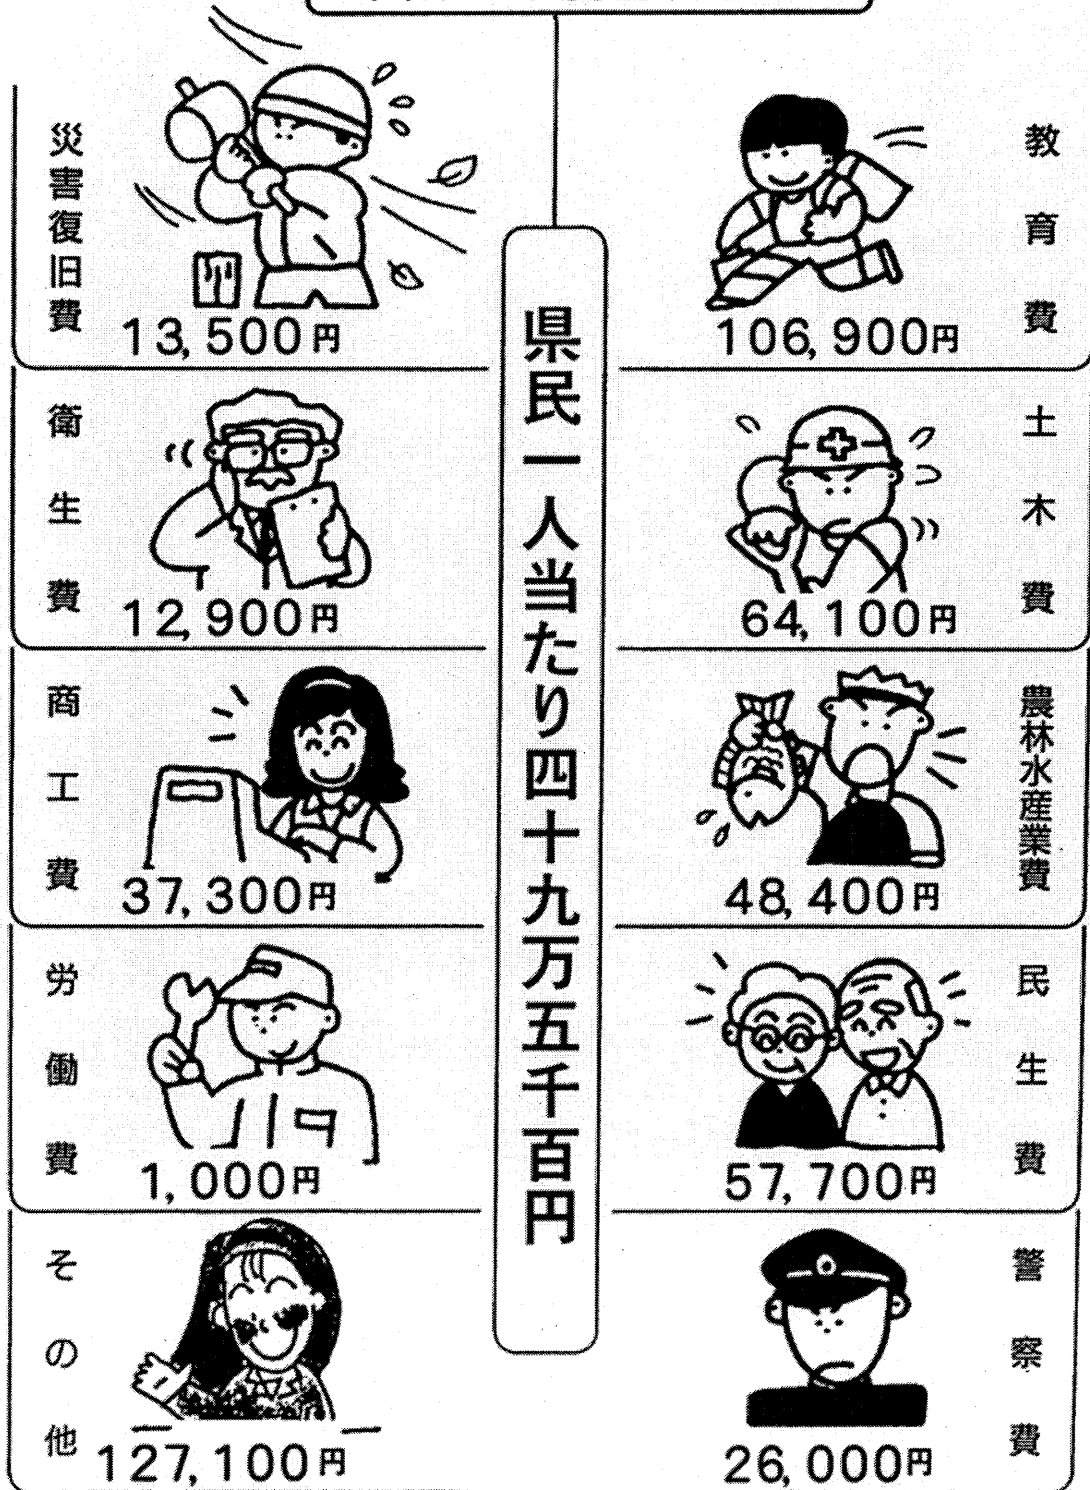 教育費
106,900円
土木費
64,100円
農林水産業費
48,400円
民生費
57,700円
警察費
26,000円
県民一人当たり四十九万五千百円
災害復旧費
13,500円
衛生費
12,900円
商工費
37,300円
労働費
1,000円
その他
127,100円